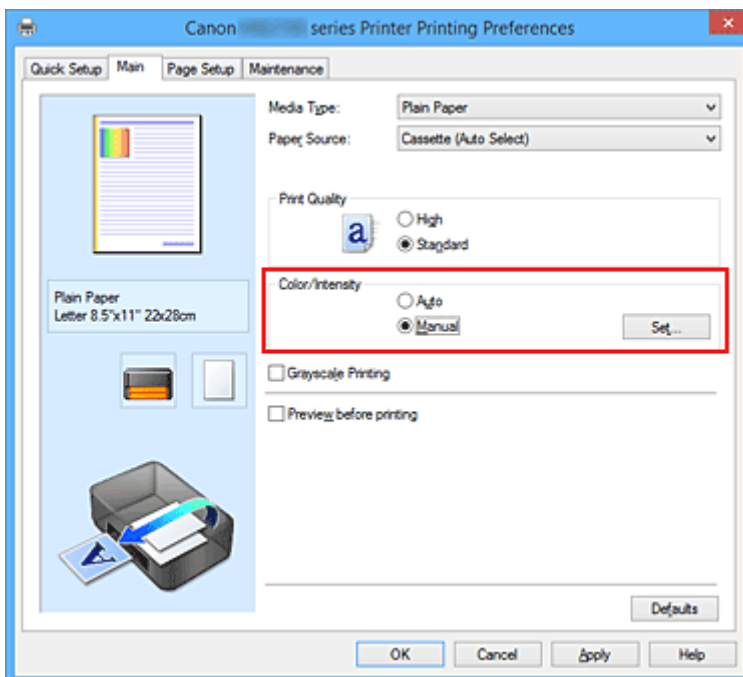 Canon series Printer Printing Preferences
Quick Setup Main Page Setup Maintenance
Media Type: Plain Paper
Paper Source: Cassette (Auto Select)
Print Quality
a
High
Standard
Color/Intensity
Auto
Manual
Set...
Plain Paper
Letter 8.5"x11" 22x28cm
Grayscale Printing
Preview before printing
A
Defaults
OK Cancel Apply Help